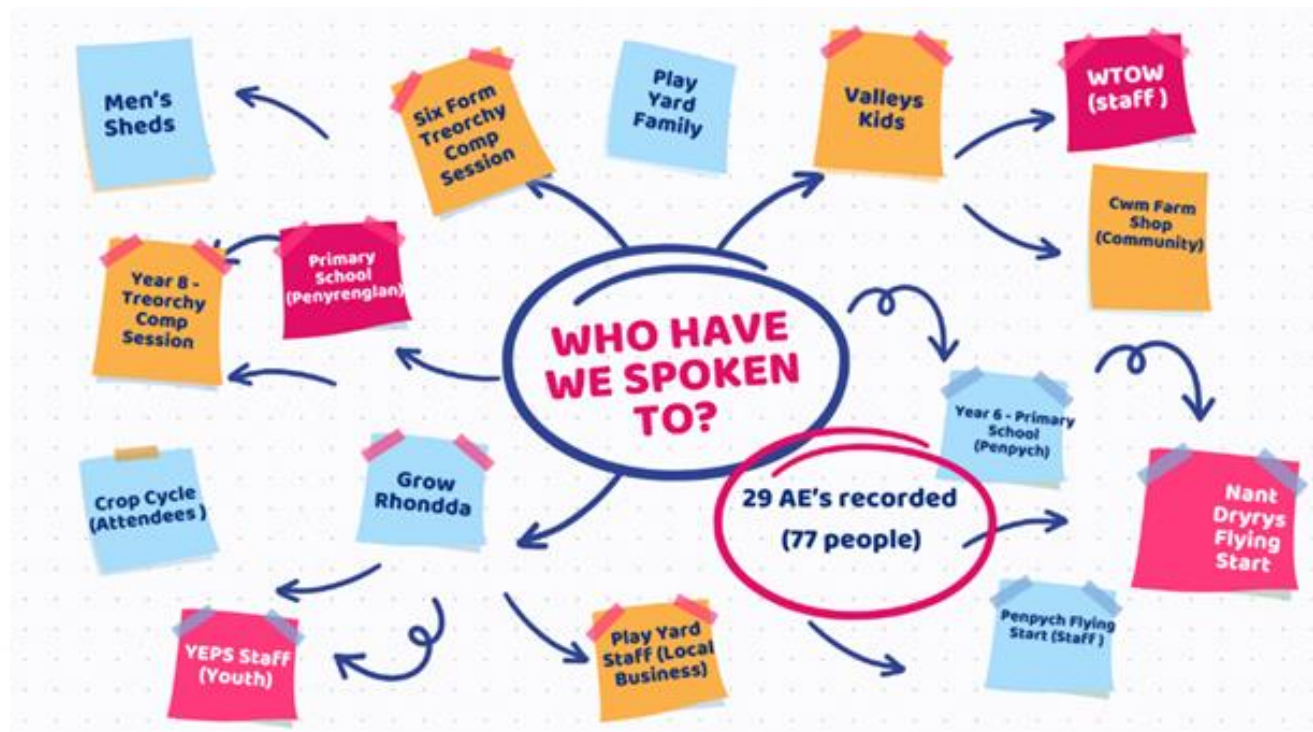 Men's
Sheds
Six Form
Treorchy
Comp
Session
Play
Yard
Family
Valleys
Kids
WTOW
(staff )
Cwm Farm
Shop
(Community)
Year 8 -
Treorchy
Comp
Session
Primary
School
(Penyrenglan)
WHO HAVE
WE SPOKEN
TO?
Year 6 - Primary
School
(Penpych)
Crop Cycle
(Attendees )
Grow
Rhondda
29 AE's recorded
(77 people)
Nant
Dryrys
Flying
Start
YEPS Staff
(Youth)
Play Yard
Staff (Local
Business)
Penpych Flying
Start (Staff )